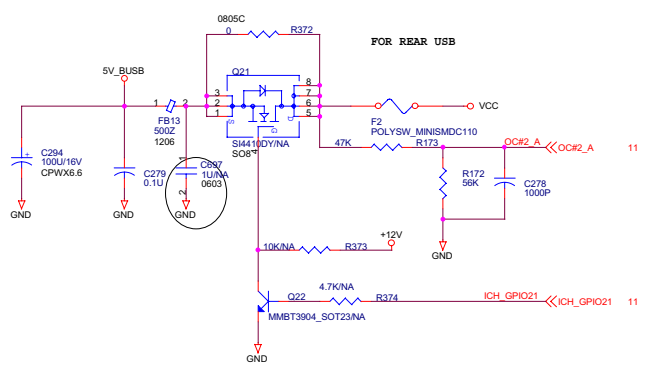 0805C
0
R372
FOR REAR USB
5V_BUSB
Q21
3
2
1
8
7
6
5
S
D
G
4
1
2
FB13
500Z
1206
SI4410DY/NA
SO8
F2
POLYSW_MINISMDC110
VCC
C294
100U/16V
CPWX6.6
C279
0.1U
1
C697
1U/NA
0603
2
47K
R173
OC#2_A
OC#2_A
11
R172
56K
C278
1000P
GND
GND
GND
GND
+12V
10K/NA
R373
4.7K/NA
Q22
R374
ICH_GPIO21
ICH_GPIO21
11
MMBT3904_SOT23/NA
GND